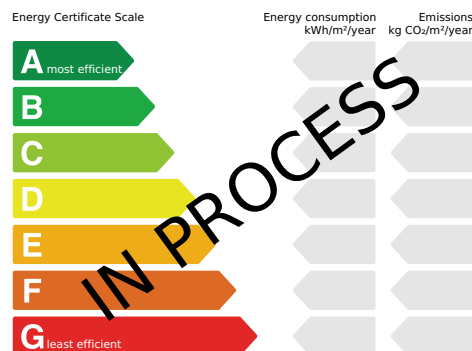 Energy Certificate Scale
Energy consumption
kWh/m²/year
Emissions
kg CO₂/m²/year
A most efficient
B
C
D
E
F
G least efficient
IN PROCESS